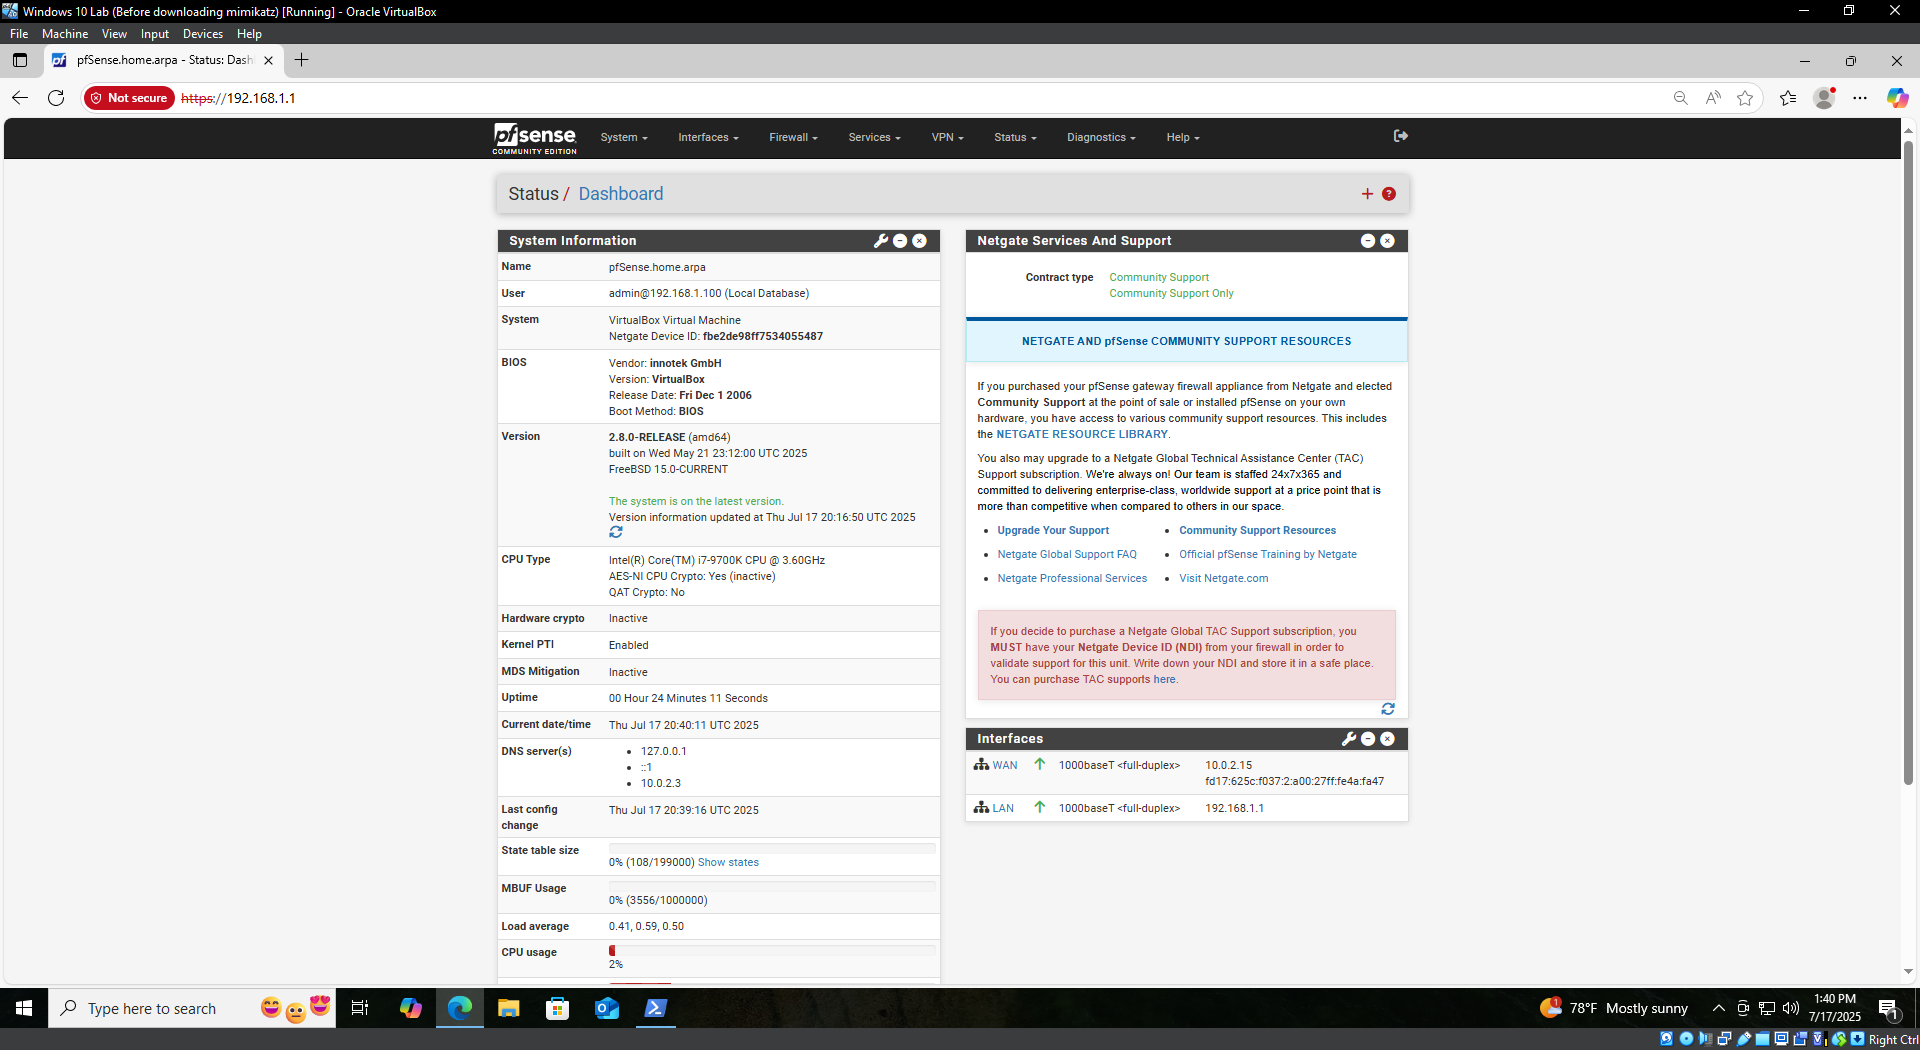 Windows 10 Lab (Before downloading mimikatz) [Running] - Oracle VirtualBox
File Machine View Input Devices Help
pfSense.home.arpa - Status: Dash
Not secure https://192.168.1.1
pfsense COMMUNITY EDITION
System Interfaces Firewall Services VPN Status Diagnostics Help
Status / Dashboard
System Information
Name pfSense.home.arpa
User admin@192.168.1.100 (Local Database)
System VirtualBox Virtual Machine
Netgate Device ID: fbe2de98ff7534055487
BIOS Vendor: innotek GmbH
Version: VirtualBox
Release Date: Fri Dec 1 2006
Boot Method: BIOS
Version 2.8.0-RELEASE (amd64)
built on Wed May 21 23:12:00 UTC 2025
FreeBSD 15.0-CURRENT
The system is on the latest version.
Version information updated at Thu Jul 17 20:16:50 UTC 2025
CPU Type Intel(R) Core(TM) i7-9700K CPU @ 3.60GHz
AES-NI CPU Crypto: Yes (inactive)
QAT Crypto: No
Hardware crypto Inactive
Kernel PTI Enabled
MDS Mitigation Inactive
Uptime 00 Hour 24 Minutes 11 Seconds
Current date/time Thu Jul 17 20:40:11 UTC 2025
DNS server(s)
127.0.0.1
::1
10.0.2.3
Last config change Thu Jul 17 20:39:16 UTC 2025
State table size
0% (108/199000) Show states
MBUF Usage
0% (3556/1000000)
Load average 0.41, 0.59, 0.50
CPU usage
2%
Netgate Services And Support
Contract type Community Support
Community Support Only
NETGATE AND pfSense COMMUNITY SUPPORT RESOURCES
If you purchased your pfSense gateway firewall appliance from Netgate and elected
Community Support at the point of sale or installed pfSense on your own
hardware, you have access to various community support resources. This includes
the NETGATE RESOURCE LIBRARY.
You also may upgrade to a Netgate Global Technical Assistance Center (TAC)
Support subscription. We're always on! Our team is staffed 24x7x365 and
committed to delivering enterprise-class, worldwide support at a price point that is
more than competitive when compared to others in our space.
Upgrade Your Support
Community Support Resources
Netgate Global Support FAQ
Official pfSense Training by Netgate
Netgate Professional Services
Visit Netgate.com
If you decide to purchase a Netgate Global TAC Support subscription, you
MUST have your Netgate Device ID (NDI) from your firewall in order to
validate support for this unit. Write down your NDI and store it in a safe place.
You can purchase TAC supports here.
Interfaces
WAN 1000baseT <full-duplex> 10.0.2.15
fd17:625c:f037:2:a00:27ff:fe4a:fa47
LAN 1000baseT <full-duplex> 192.168.1.1
Type here to search
1
78°F Mostly sunny
1:40 PM
7/17/2025
1
Right Ctrl